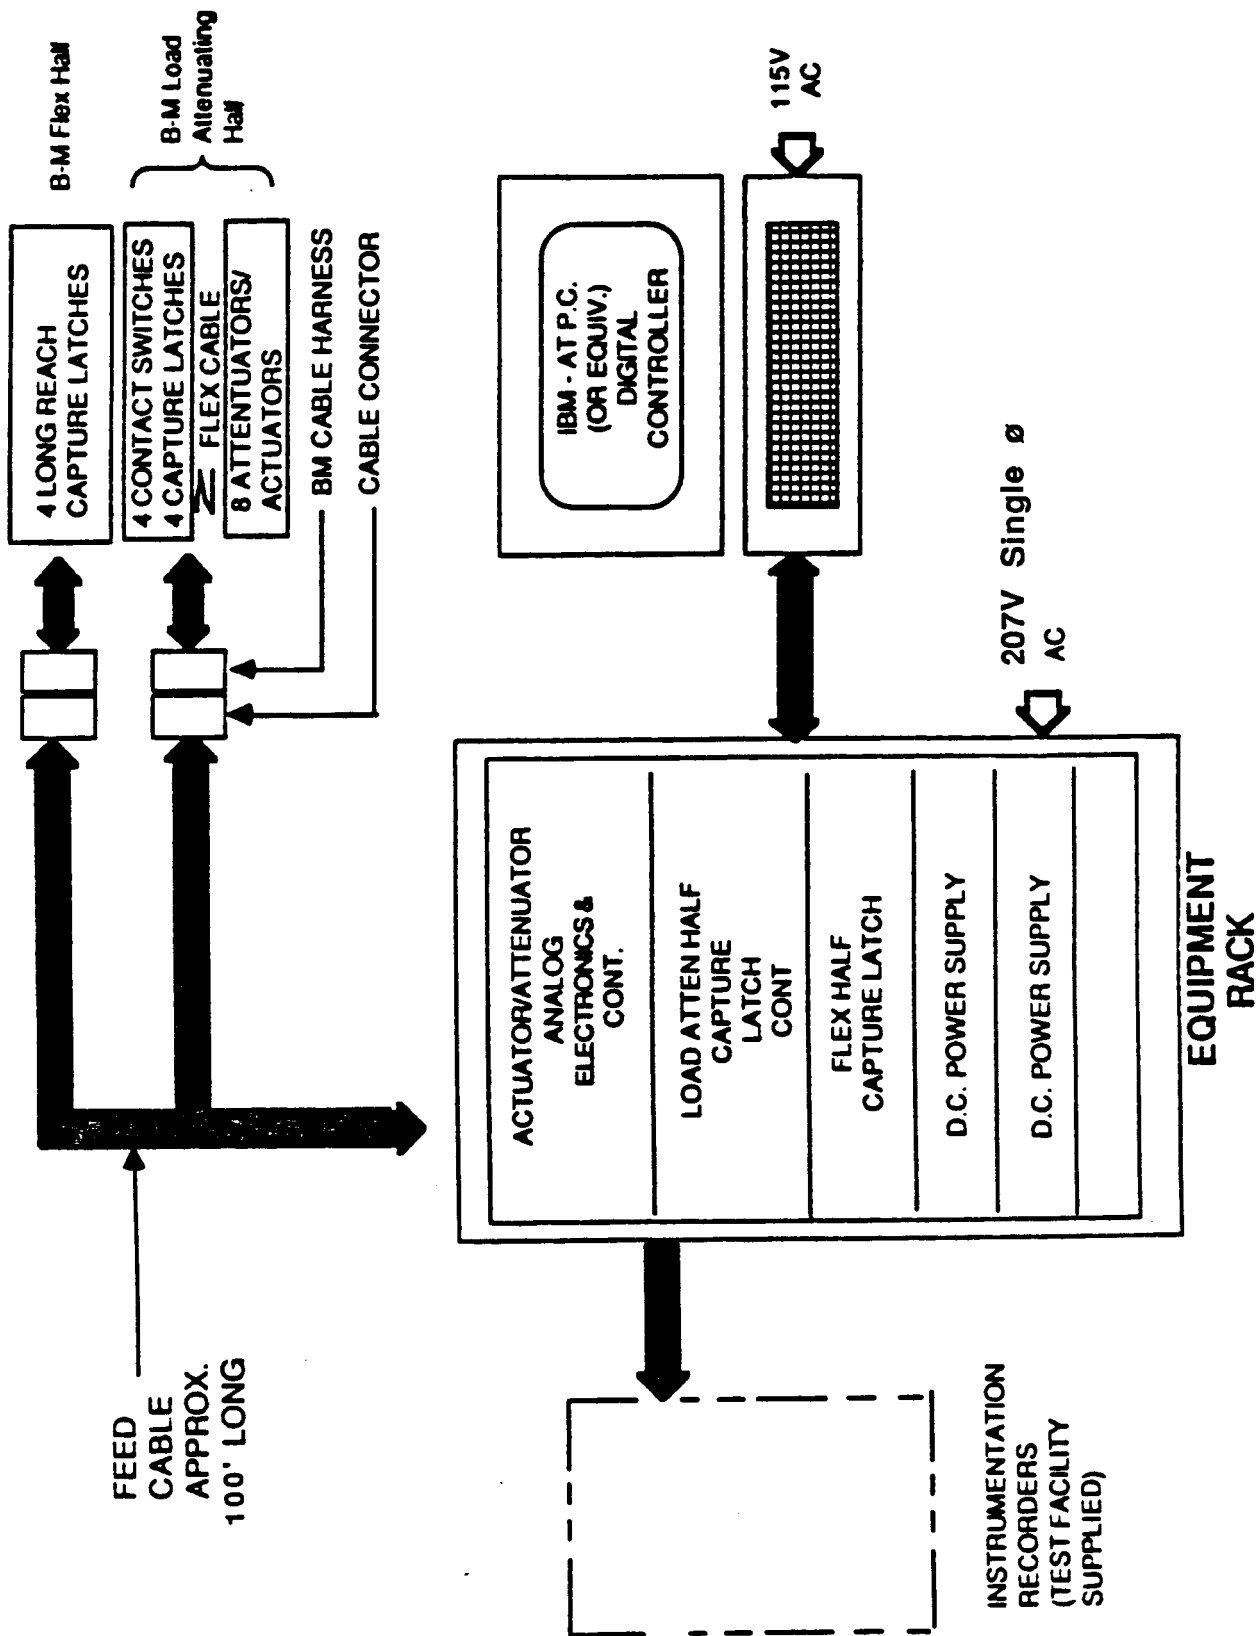 B-M Flex Half
B-M Load
Attenuating
Half
4 LONG REACH
CAPTURE LATCHES
4 CONTACT SWITCHES
4 CAPTURE LATCHES
FLEX CABLE
8 ATTENTUATORS/
ACTUATORS
BM CABLE HARNESS
CABLE CONNECTOR
FEED
CABLE
APPROX.
100' LONG
IBM - AT P.C.
(OR EQUIV.)
DIGITAL
CONTROLLER
115V
AC
207V Single ø
AC
ACTUATOR/ATTENUATOR
ANALOG
ELECTRONICS &
CONT.
LOAD ATTEN HALF
CAPTURE
LATCH
CONT
FLEX HALF
CAPTURE LATCH
D.C. POWER SUPPLY
D.C. POWER SUPPLY
EQUIPMENT
RACK
INSTRUMENTATION
RECORDERS
(TEST FACILITY
SUPPLIED)